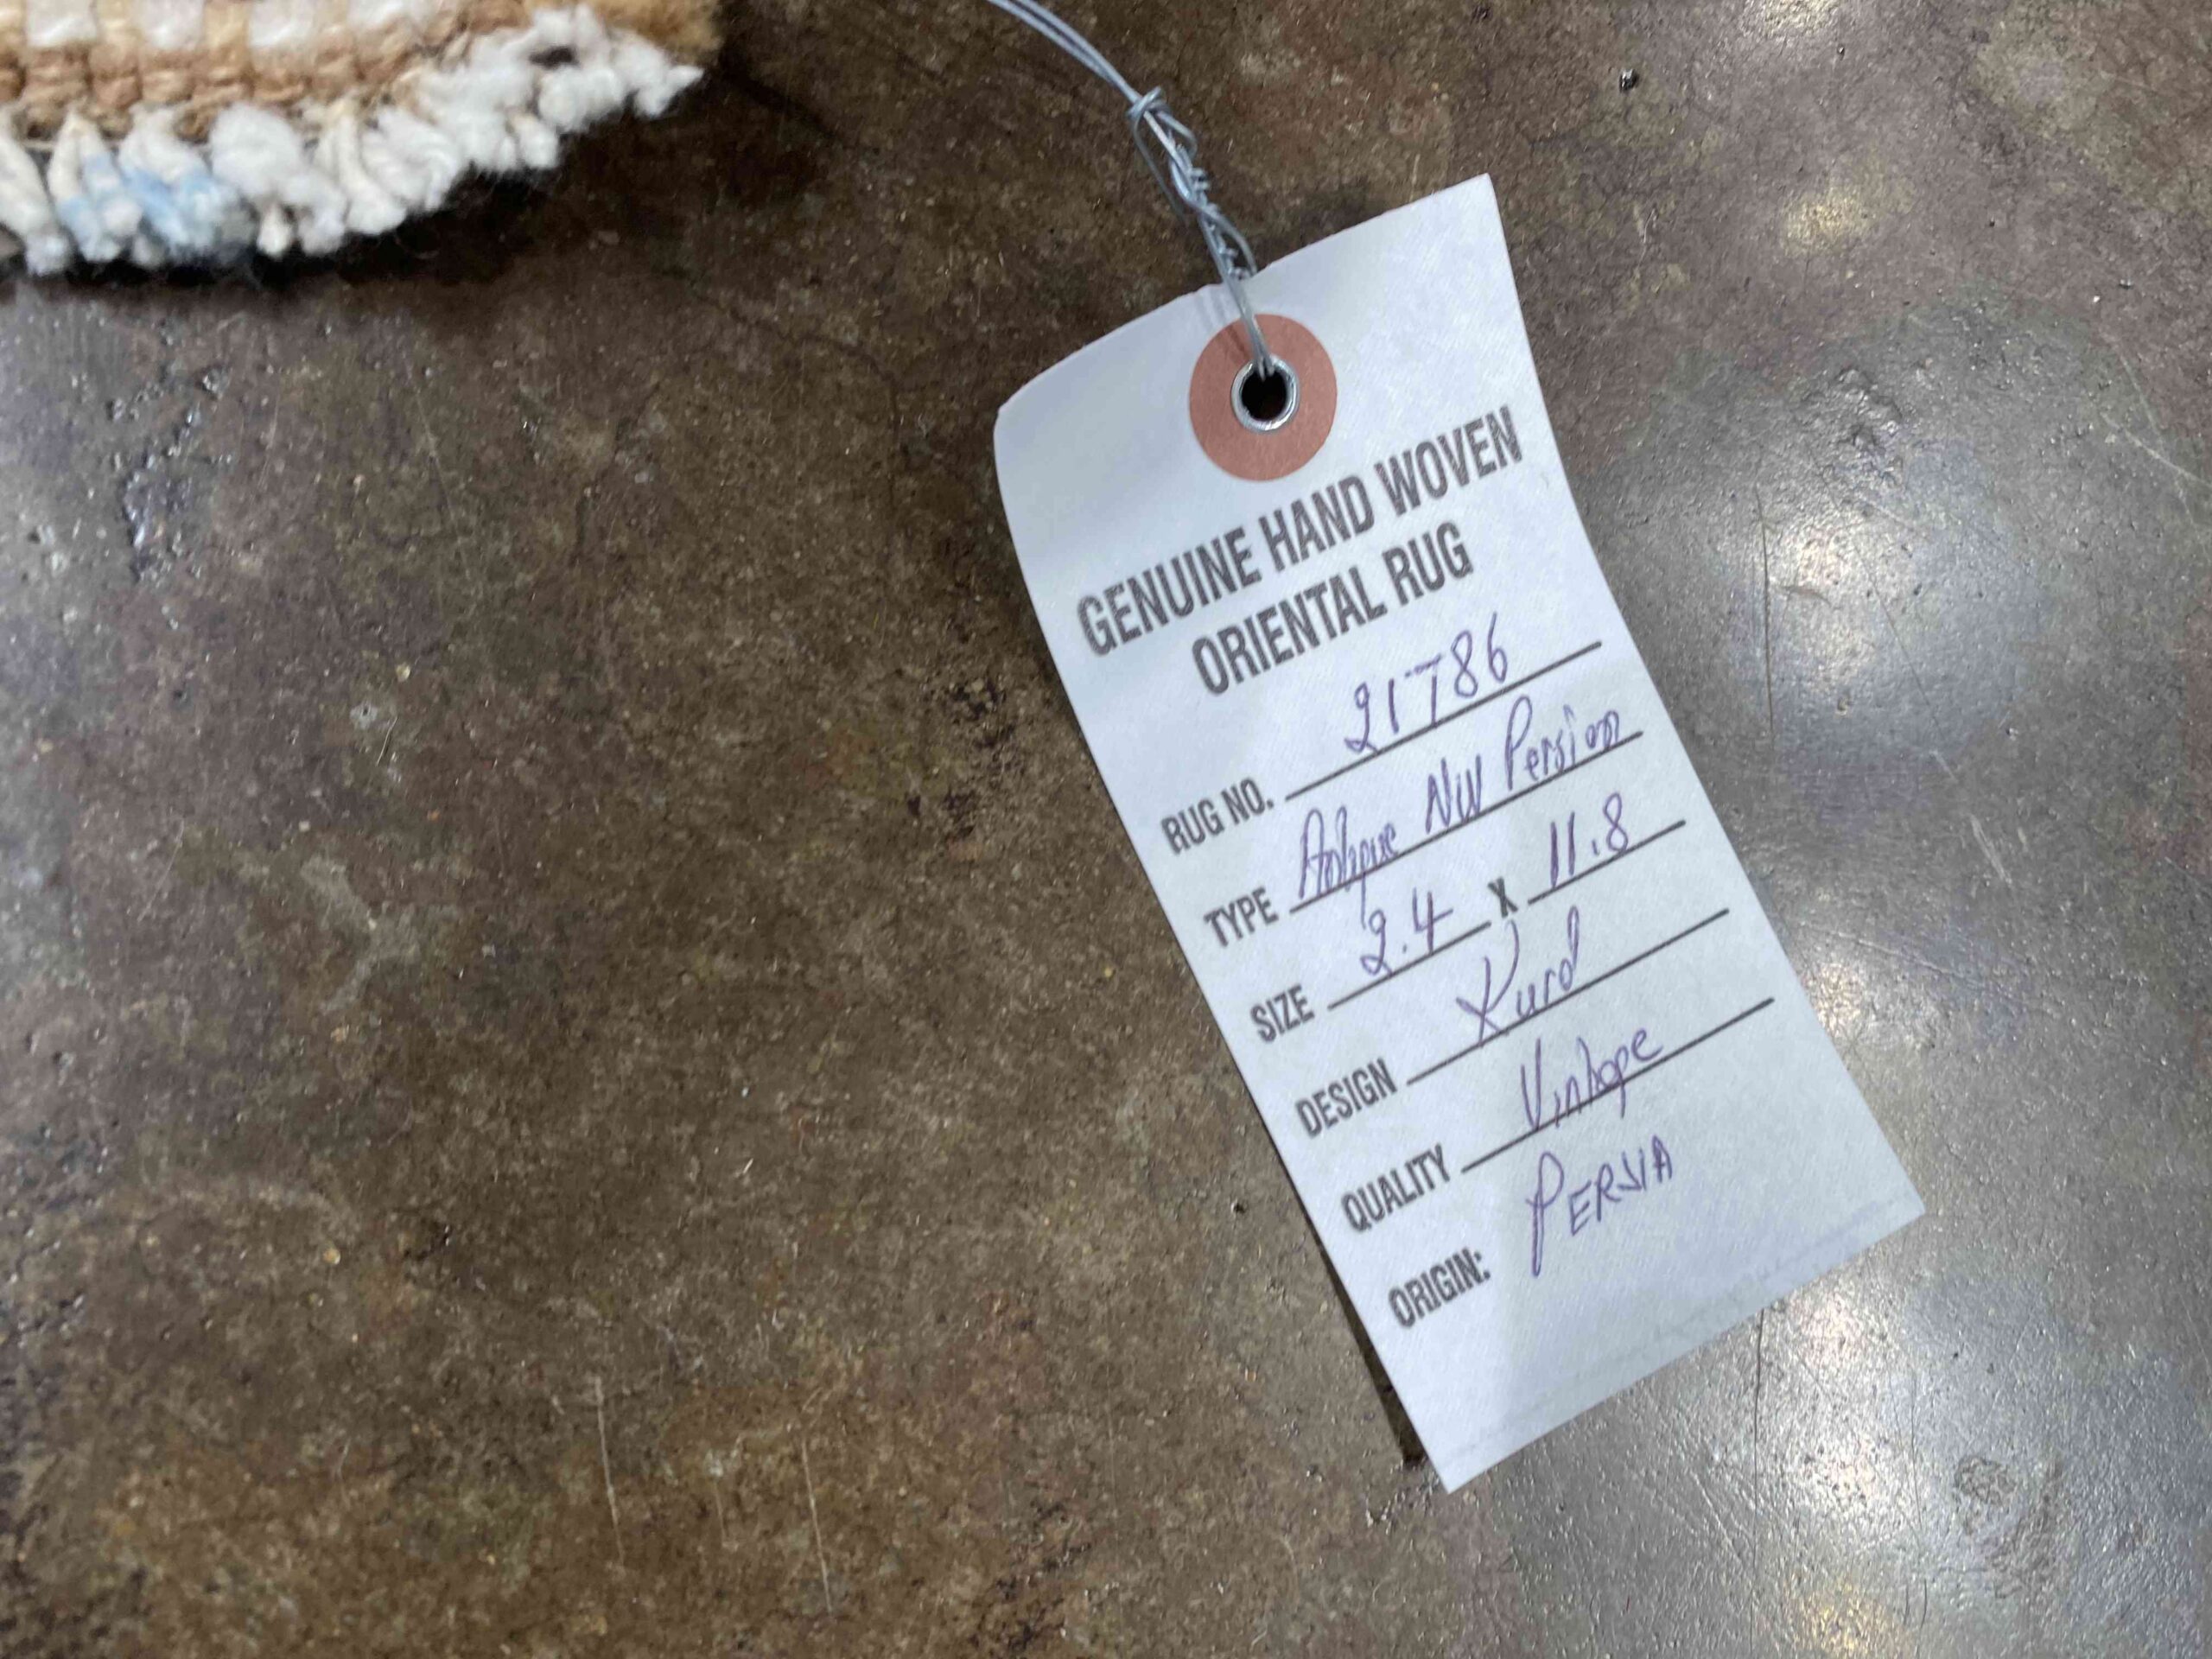 GENUINE HAND WOVEN
ORIENTAL RUG
RUG NO. 21786
TYPE Antique NW Persian
SIZE 2.4 X 11.8
DESIGN Kurd
QUALITY Vintage
ORIGIN: PERSIA